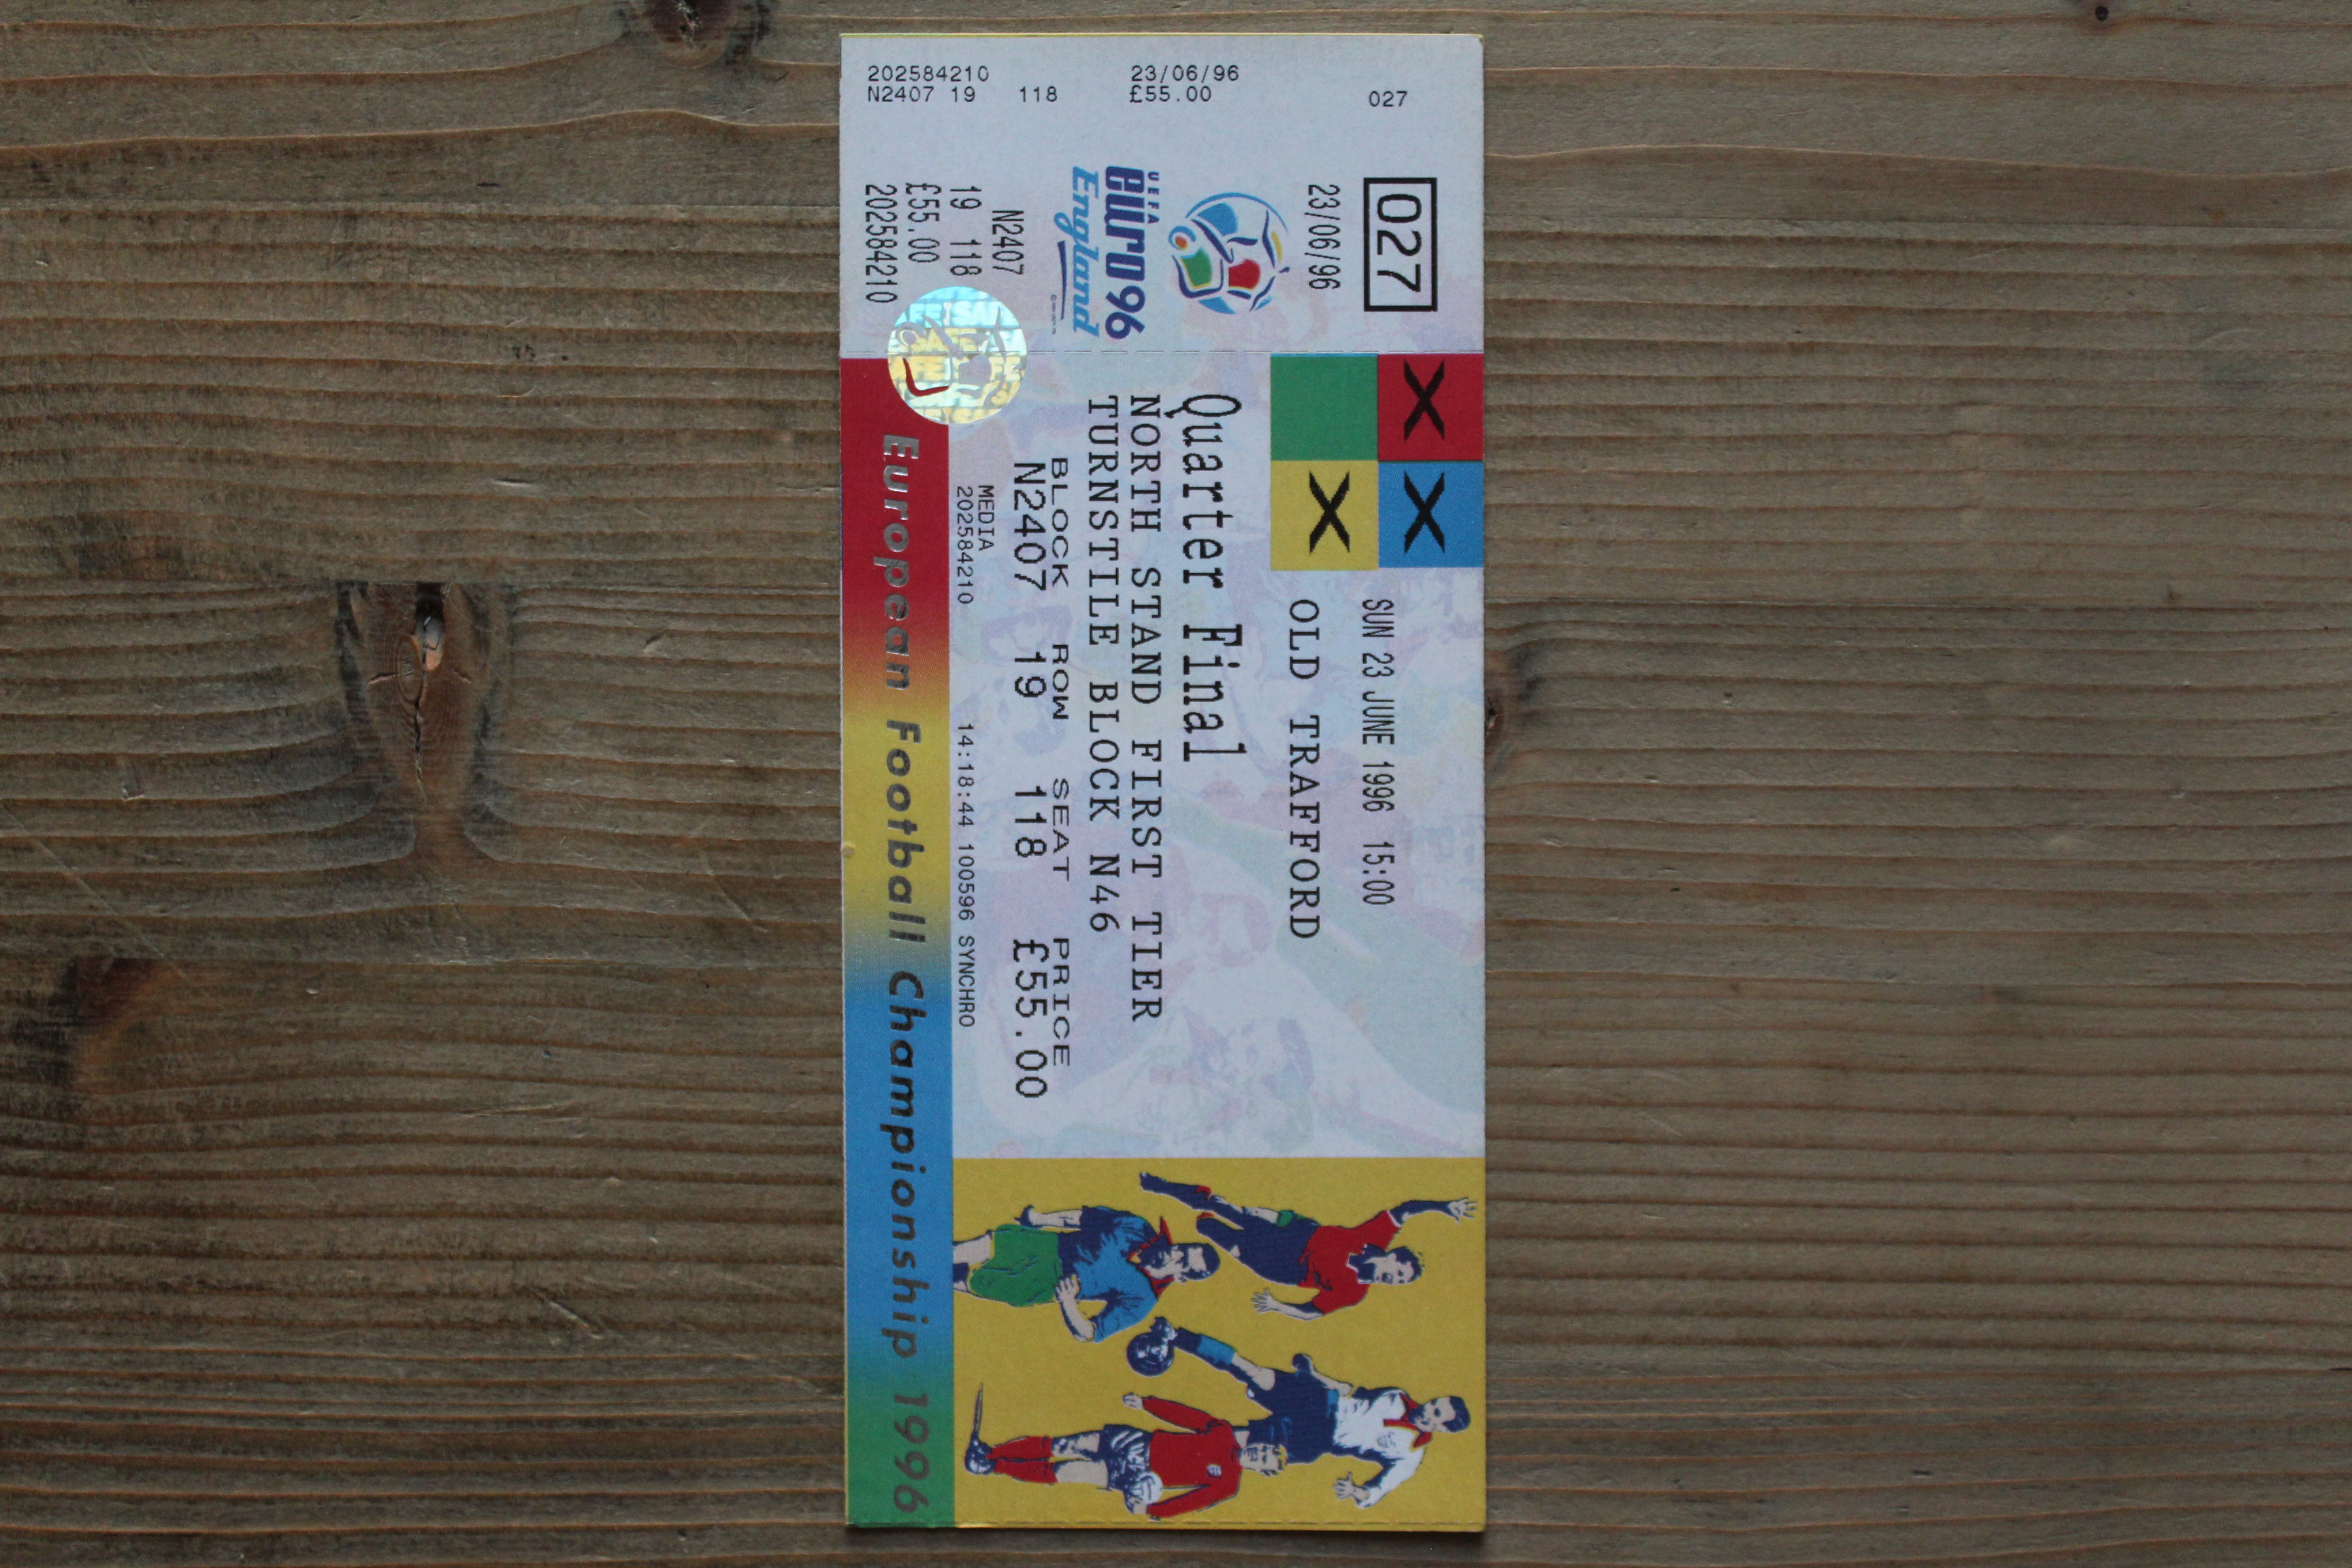 202584210 23/06/96
N2407 19 118 £55.00 027
027
23/06/96
UEFA
euro96
England
N2407
19 118
£55.00
202584210
X X
X
SUN 23 JUNE 1996 15:00
OLD TRAFFORD
Quarter Final
NORTH STAND FIRST TIER
TURNSTILE BLOCK N46
BLOCK ROW SEAT PRICE
N2407 19 118 £55.00
MEDIA
202584210 14:18:44 100596 SYNCHRO
European Football Championship 1996